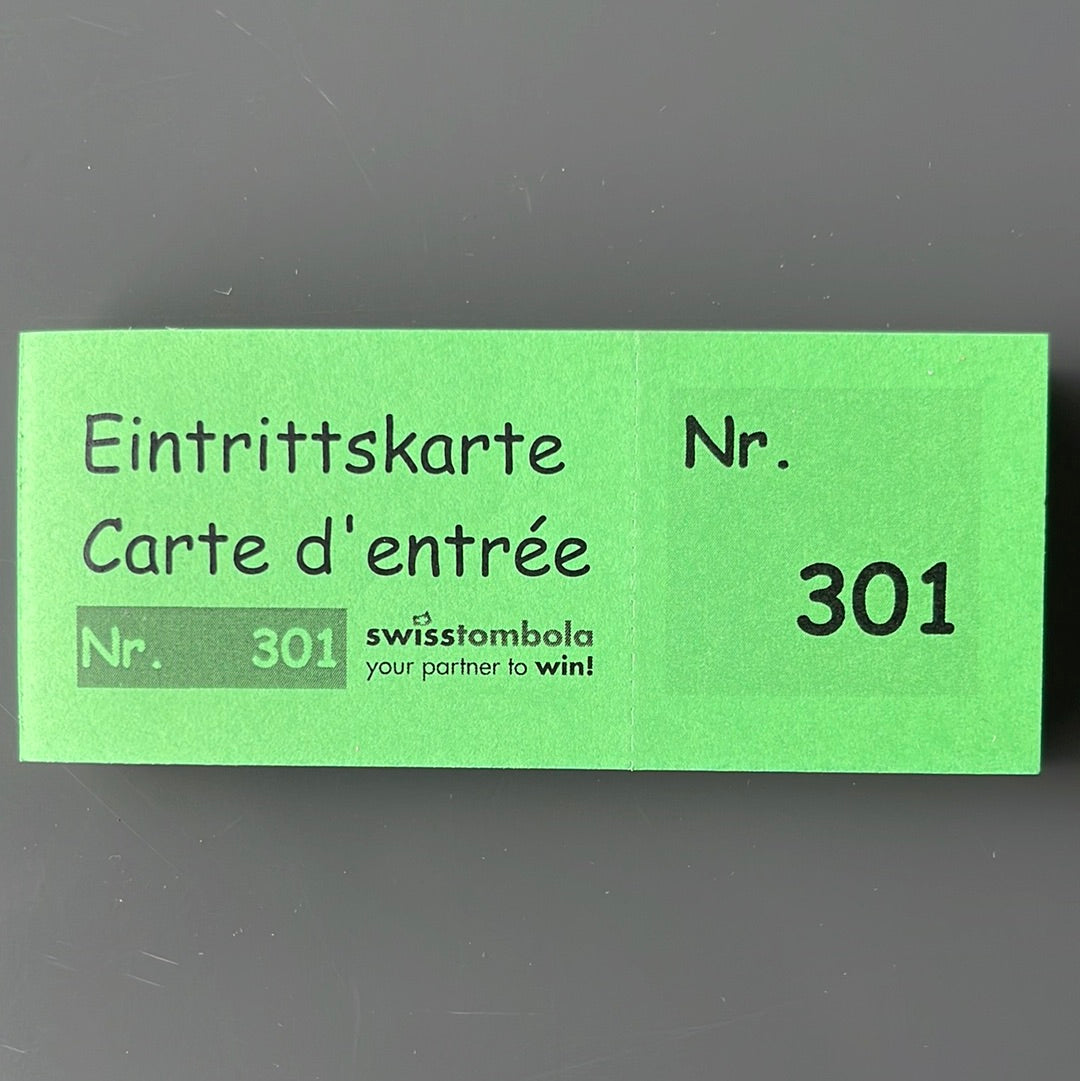 Eintrittskarte
Carte d'entrée
Nr. 301
swisstombola
your partner to win!
Nr.
301